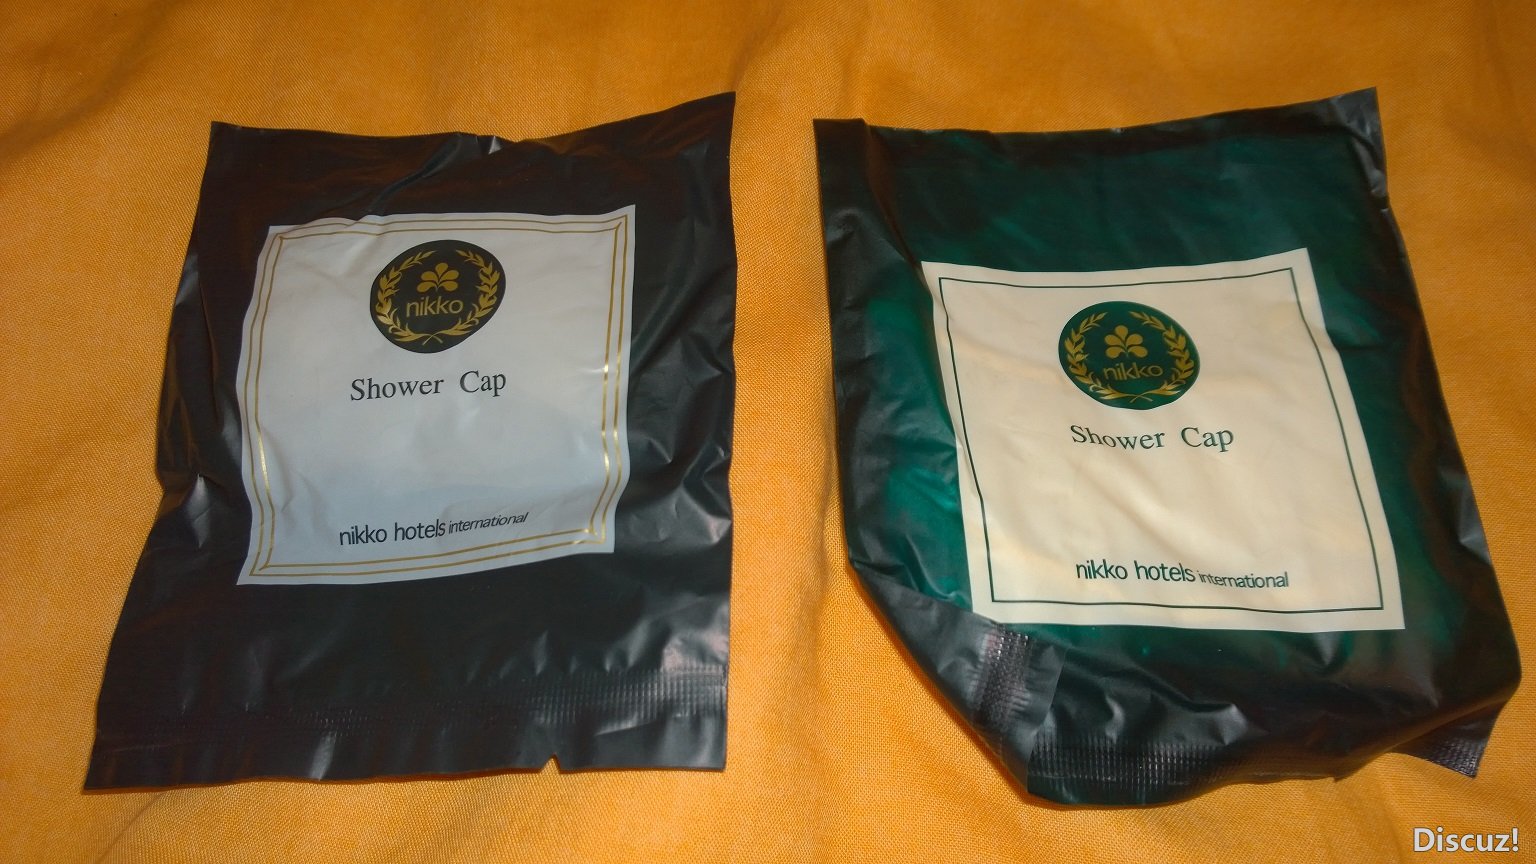 nikko
Shower Cap
nikko hotels international
nikko
Shower Cap
nikko hotels international
Discuz!